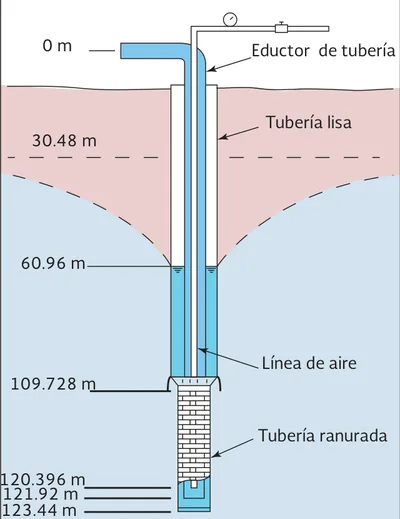 0 m
Eductor de tubería
Tubería lisa
30.48 m
60.96 m
Línea de aire
109.728 m
Tubería ranurada
120.396 m
121.92 m
123.44 m